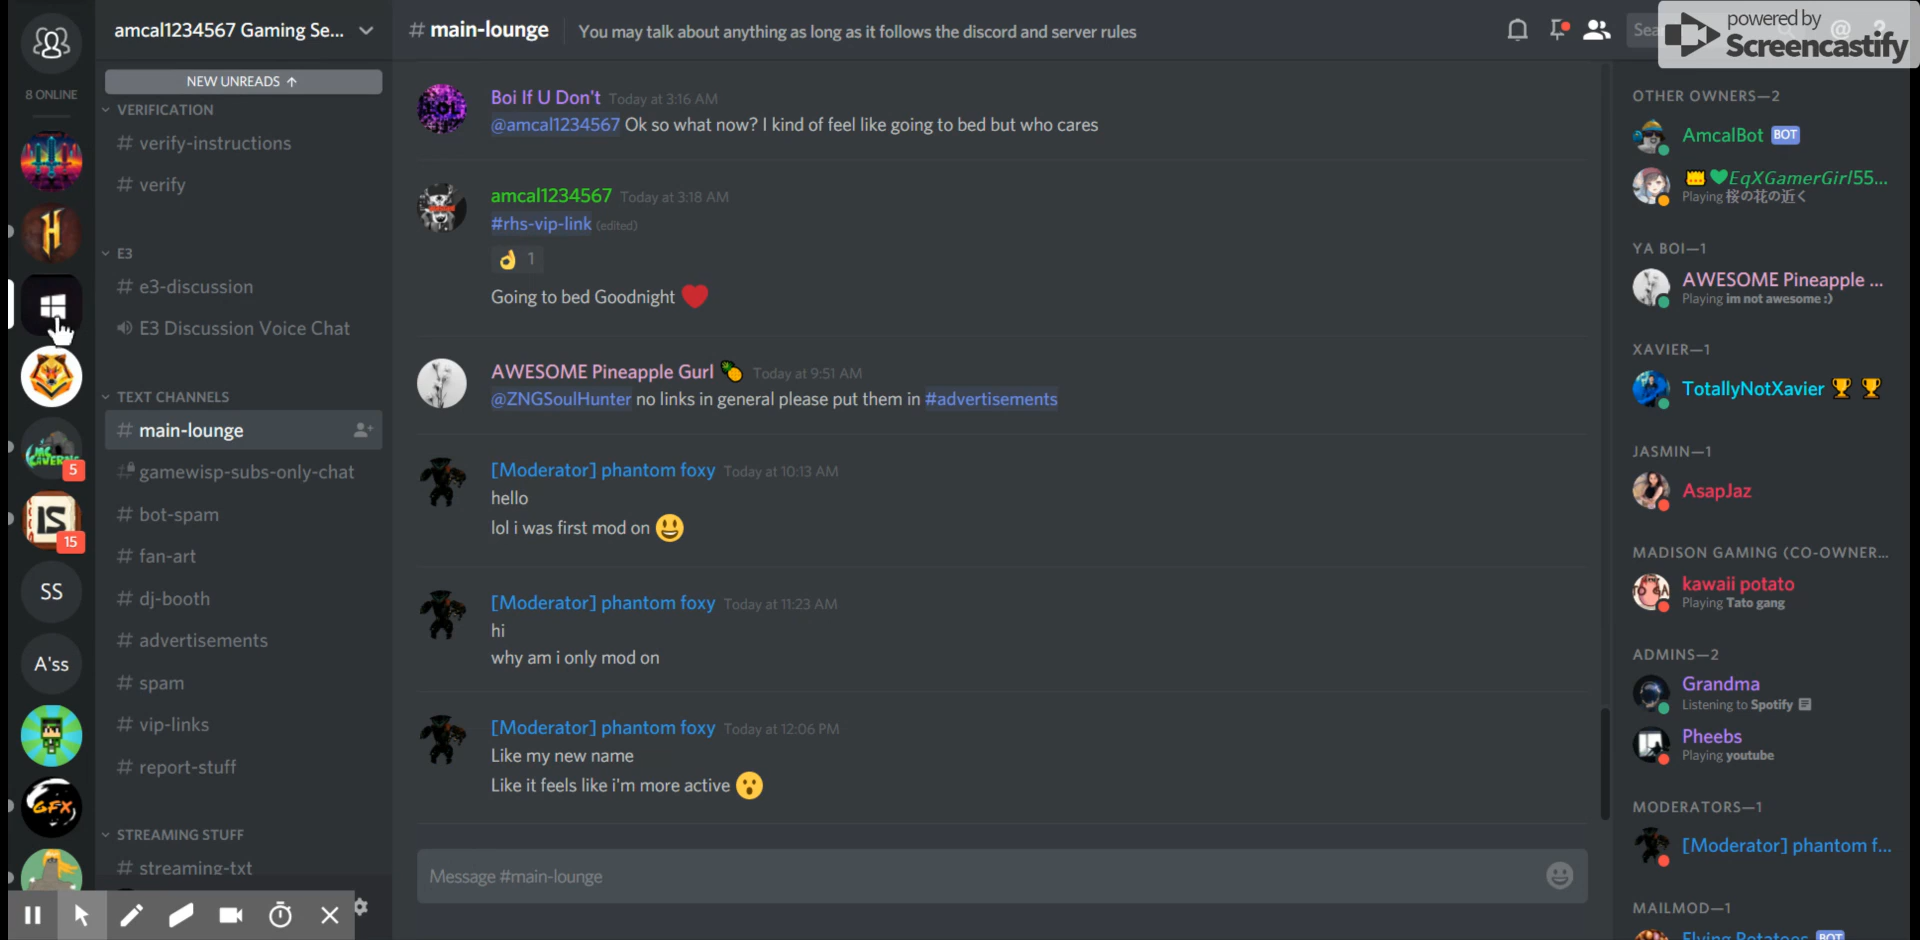 8 ONLINE
5
15
SS
A'ss
GFX
amcal1234567 Gaming Se...
NEW UNREADS ↑
VERIFICATION
# verify-instructions
# verify
E3
# e3-discussion
E3 Discussion Voice Chat
TEXT CHANNELS
# main-lounge
gamewisp-subs-only-chat
# bot-spam
# fan-art
# dj-booth
# advertisements
# spam
# vip-links
# report-stuff
STREAMING STUFF
# streaming-txt
# main-lounge
You may talk about anything as long as it follows the discord and server rules
Sea
powered by
Screencastify
Boi If U Don't Today at 3:16 AM
@amcal1234567 Ok so what now? I kind of feel like going to bed but who cares
amcal1234567 Today at 3:18 AM
#rhs-vip-link (edited)
👌 1
Going to bed Goodnight ❤️
AWESOME Pineapple Gurl 🍍 Today at 9:51 AM
@ZNGSoulHunter no links in general please put them in #advertisements
[Moderator] phantom foxy Today at 10:13 AM
hello
lol i was first mod on 😃
[Moderator] phantom foxy Today at 11:23 AM
hi
why am i only mod on
[Moderator] phantom foxy Today at 12:06 PM
Like my new name
Like it feels like i'm more active 😮
Message #main-lounge
OTHER OWNERS—2
AmcalBot BOT
EqXGamerGirl55...
Playing 桜の花の近く
YA BOI—1
AWESOME Pineapple ...
Playing im not awesome :)
XAVIER—1
TotallyNotXavier 🏆 🏆
JASMIN—1
AsapJaz
MADISON GAMING (CO-OWNER...
kawaii potato
Playing Tato gang
ADMINS—2
Grandma
Listening to Spotify
Pheebs
Playing youtube
MODERATORS—1
[Moderator] phantom f...
MAILMOD—1
Flying Potatoes BOT